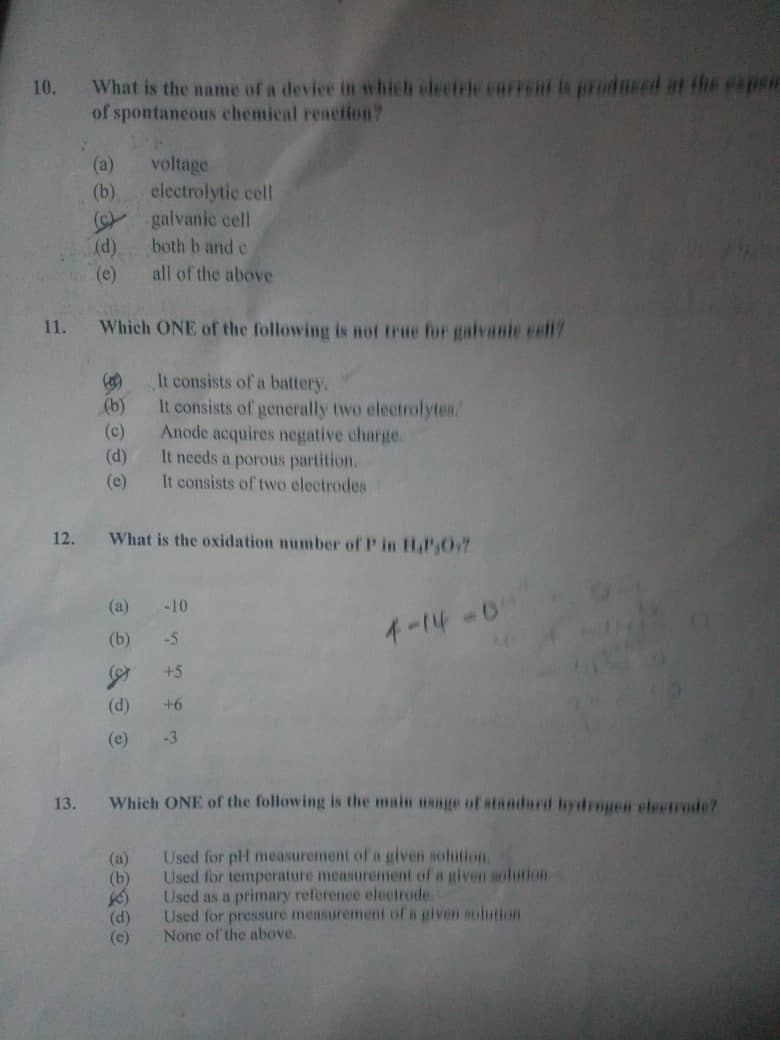 10. What is the name of a device in which electric current is produced at the
of spontaneous chemical reaction?
(a) voltage
(b) electrolytic cell
(c) galvanic cell
(d) both b and c
(e) all of the above
11. Which ONE of the following is not true for galvanic cell?
(a) It consists of a battery.
(b) It consists of generally two electrolytes.
(c) Anode acquires negative charge.
(d) It needs a porous partition.
(e) It consists of two electrodes
12. What is the oxidation number of P in
(a) -10
(b) -5
4-14 =0
(c) +5
(d) +6
(e) -3
13. Which ONE of the following is the main usage of standard hydrogen electrode?
(a) Used for pH measurement of a given solution.
(b) Used for temperature measurement of a given solution
(c) Used as a primary reference electrode.
(d) Used for pressure measurement of a given solution
(e) None of the above.